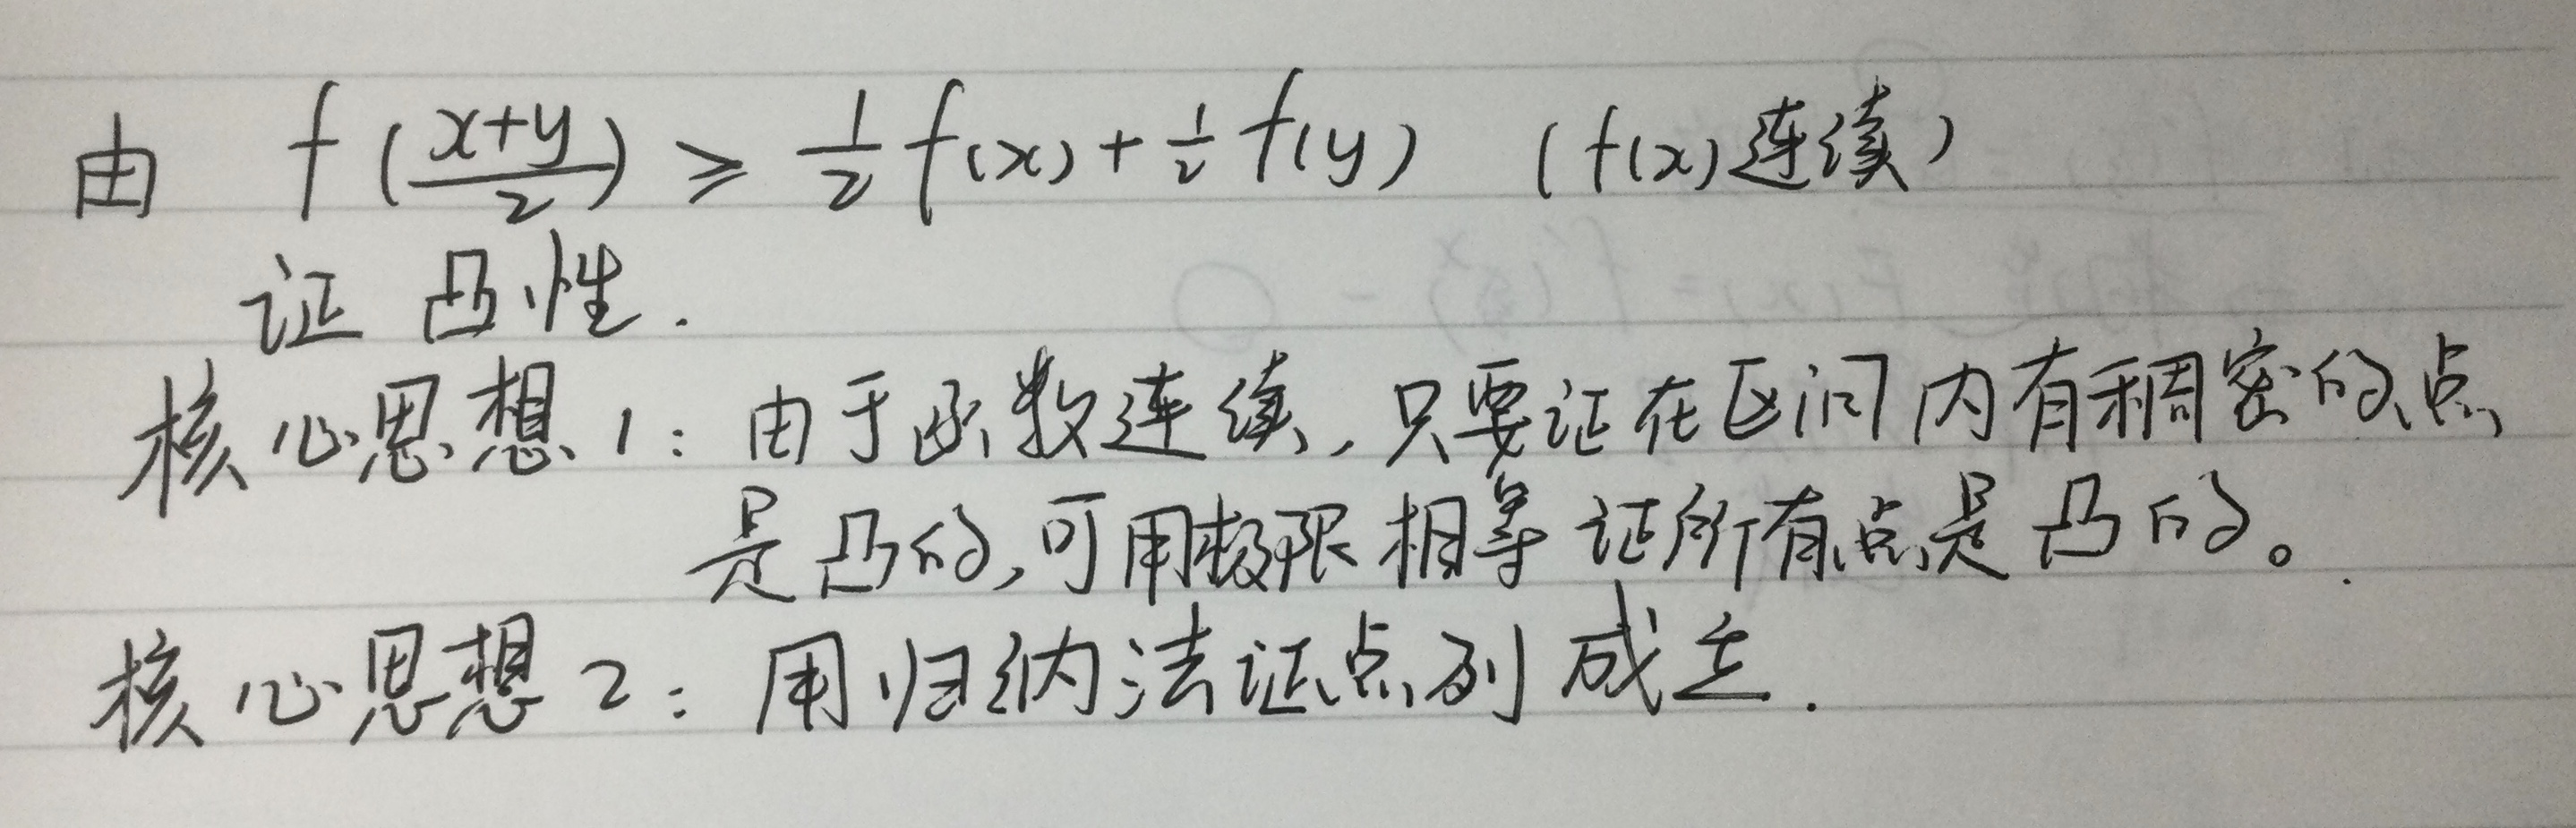 由 f(\frac{x+y}{2}) ≥ \frac{1}{2} f(x) + \frac{1}{2} f(y) (f(x)连续)
证 凸性.
核心思想1: 由于函数连续, 只要证在区间内有稠密的点
是凸的, 可用极限相等证所有点是凸的。
核心思想2: 用归纳法证点列成立.